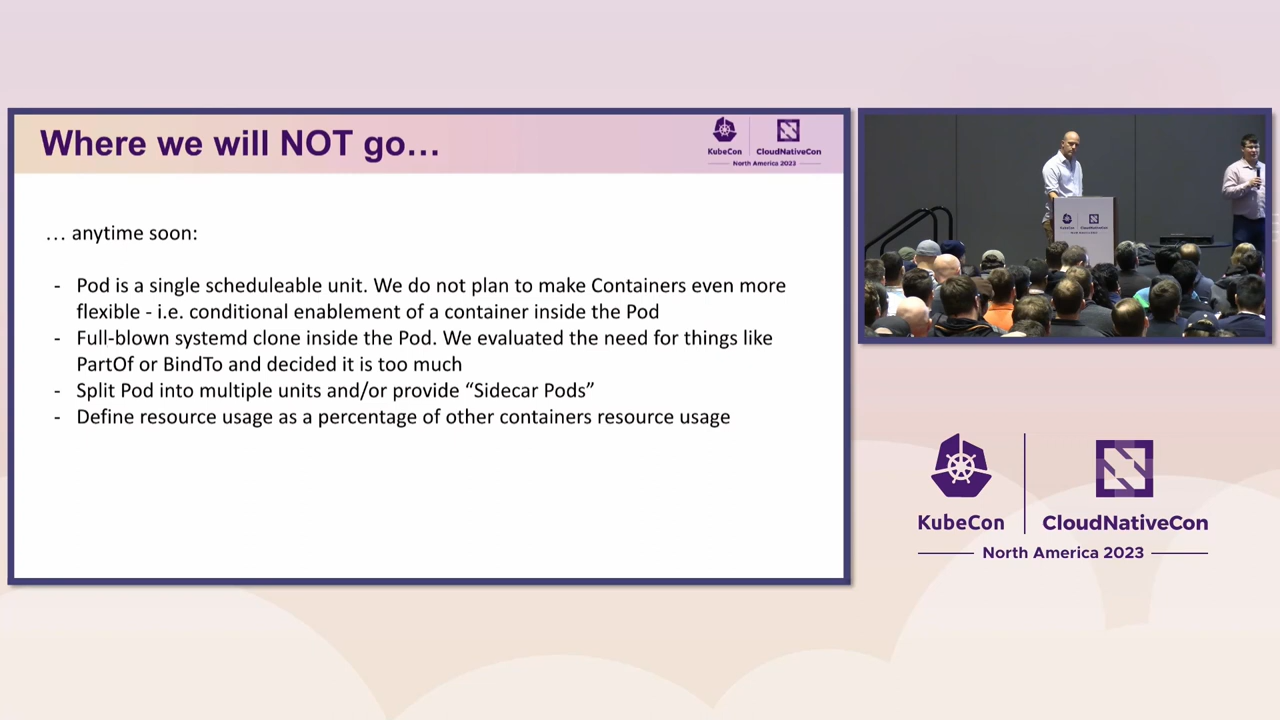 Where we will NOT go…
KubeCon
CloudNativeCon
North America 2023
… anytime soon:
- Pod is a single scheduleable unit. We do not plan to make Containers even more
flexible - i.e. conditional enablement of a container inside the Pod
- Full-blown systemd clone inside the Pod. We evaluated the need for things like
PartOf or BindTo and decided it is too much
- Split Pod into multiple units and/or provide “Sidecar Pods”
- Define resource usage as a percentage of other containers resource usage
KubeCon
CloudNativeCon
North America 2023